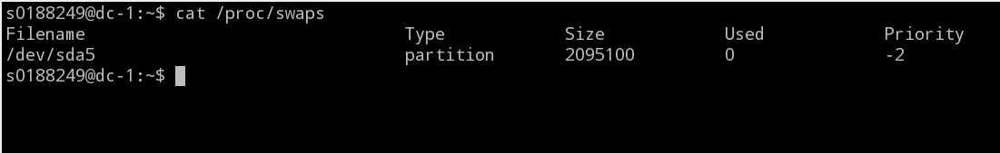 s0188249@dc-1:~$ cat /proc/swaps
Filename Type Size Used Priority
/dev/sda5 partition 2095100 0 -2
s0188249@dc-1:~$